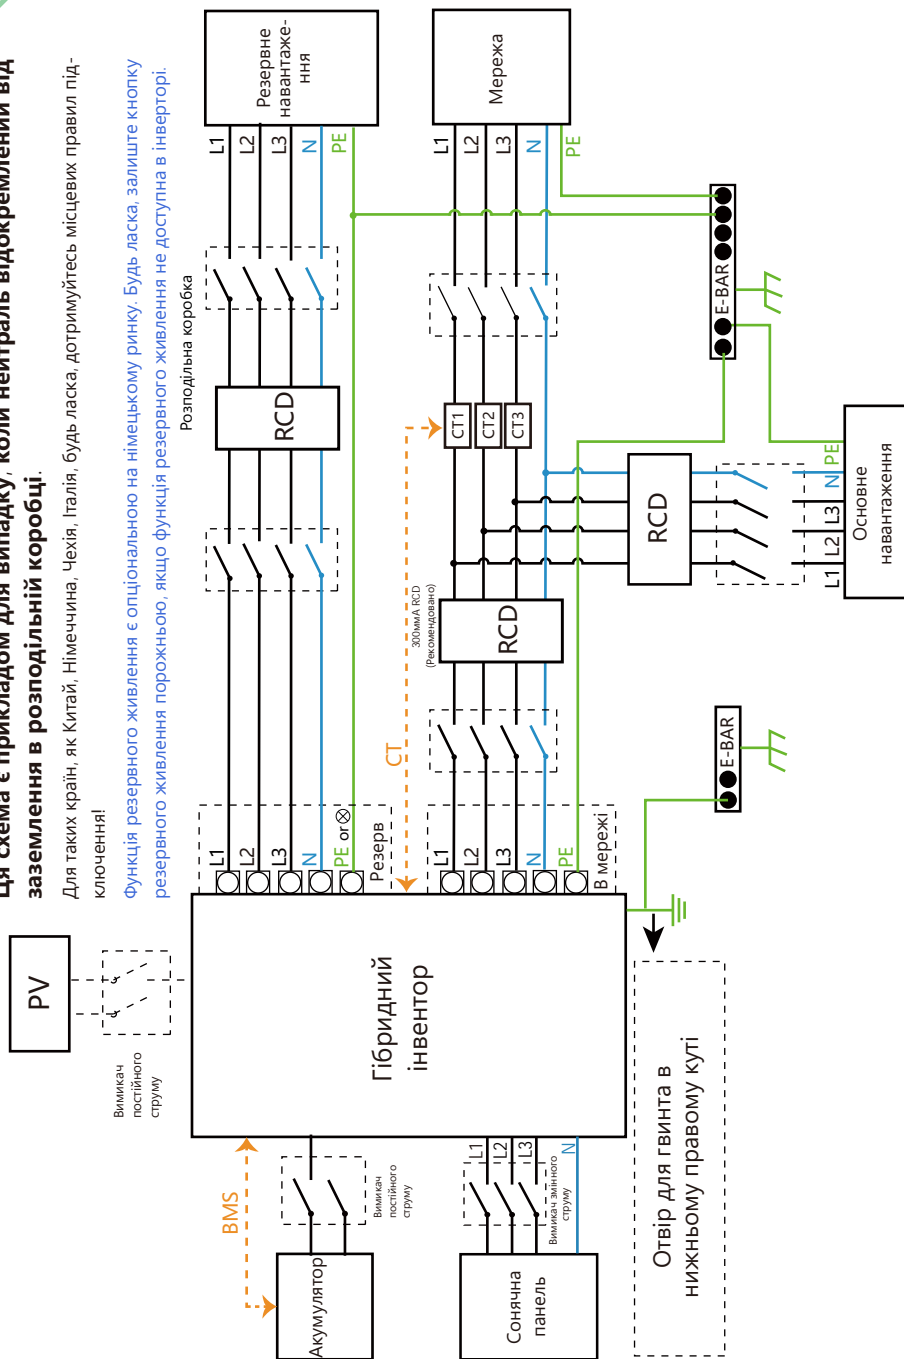 Ця схема є прикладом для випадку, коли нейтраль відокремлений від
заземлення в розподільній коробці.
Для таких країн, як Китай, Німеччина, Чехія, Італія, будь ласка, дотримуйтесь місцевих правил під-
ключення!
Функція резервного живлення є опціональною на німецькому ринку. Будь ласка, залиште кнопку
резервного живлення порожньою, якщо функція резервного живлення не доступна в інверторі.
PV
Вимикач
постійного
струму
Розподільна коробка
Резервне
навантаже-
ння
L1
L2
L3
N
PE
RCD
L1
L2
L3
N
PE or
Резерв
Мережа
L1
L2
L3
N
PE
CT1
CT2
CT3
CT
300ммА RCD
(Рекомендовано)
RCD
L1
L2
L3
N
PE
В мережі
E-BAR
RCD
L1
L2
L3
N
PE
Основне
навантаження
E-BAR
Гібридний
інвентор
BMS
Акумулятор
Вимикач
постійного
струму
L1
L2
L3
N
Вимикач змінного
струму
Сонячна
панель
Отвір для гвинта в
нижньому правому куті